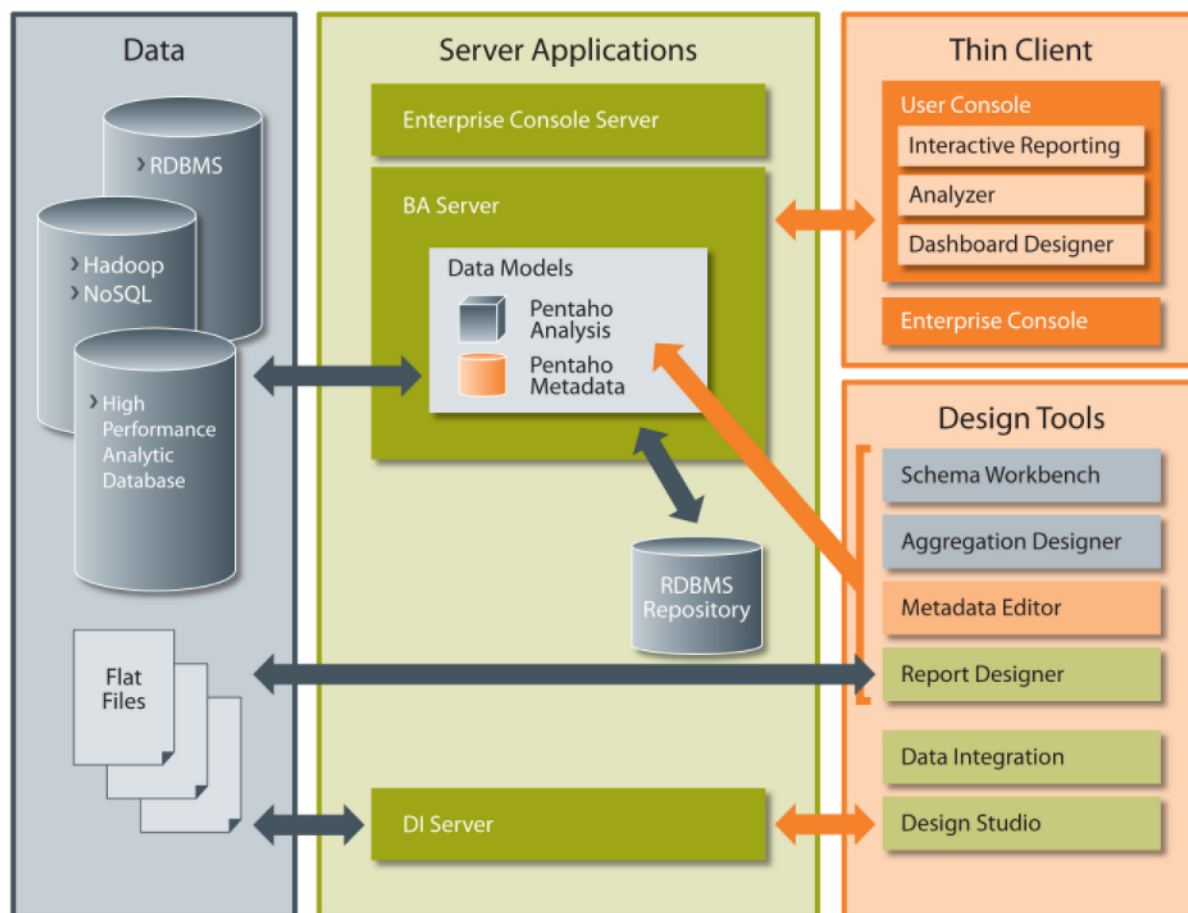 Data
› RDBMS
› Hadoop
› NoSQL
› High
Performance
Analytic
Database
Flat
Files
Server Applications
Enterprise Console Server
BA Server
Data Models
Pentaho
Analysis
Pentaho
Metadata
RDBMS
Repository
DI Server
Thin Client
User Console
Interactive Reporting
Analyzer
Dashboard Designer
Enterprise Console
Design Tools
Schema Workbench
Aggregation Designer
Metadata Editor
Report Designer
Data Integration
Design Studio